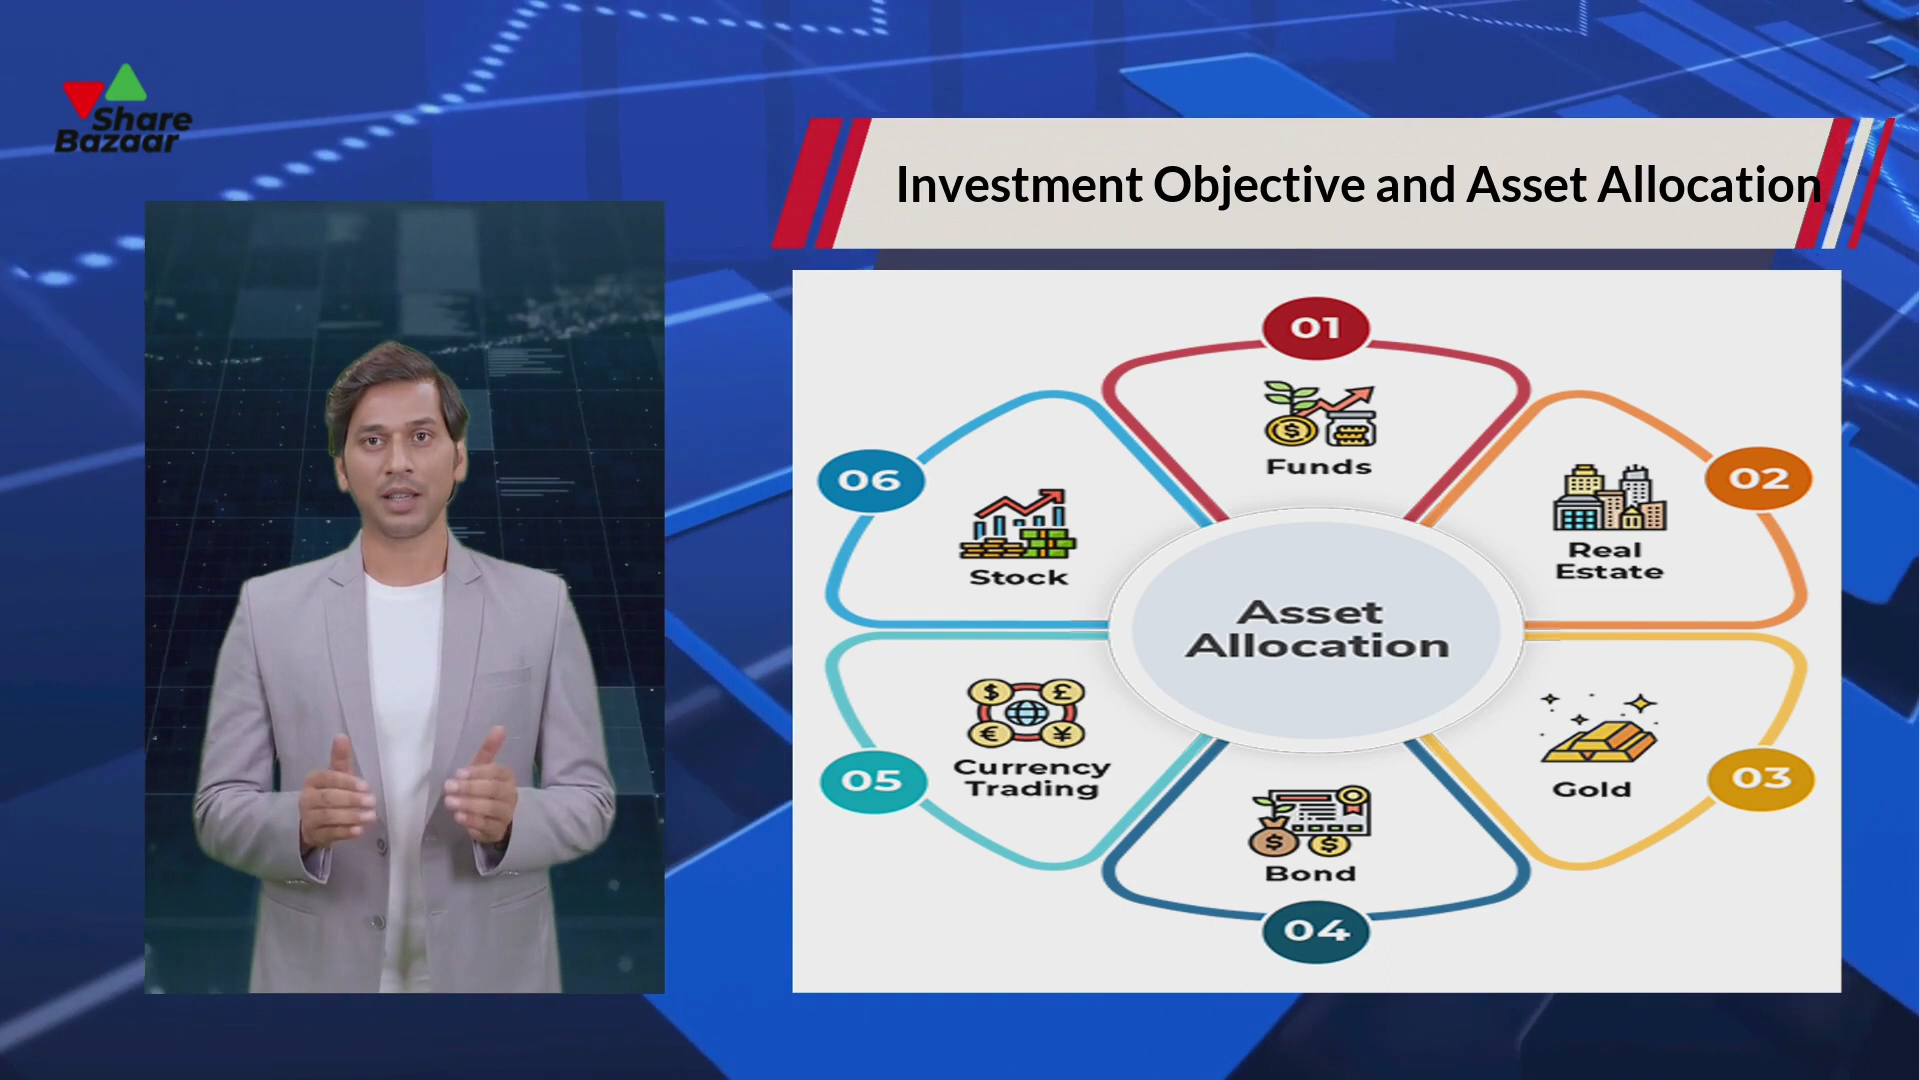 Share
Bazaar
Investment Objective and Asset Allocation
01
Funds
02
Real
Estate
03
Gold
04
Bond
05
Currency
Trading
06
Stock
Asset
Allocation